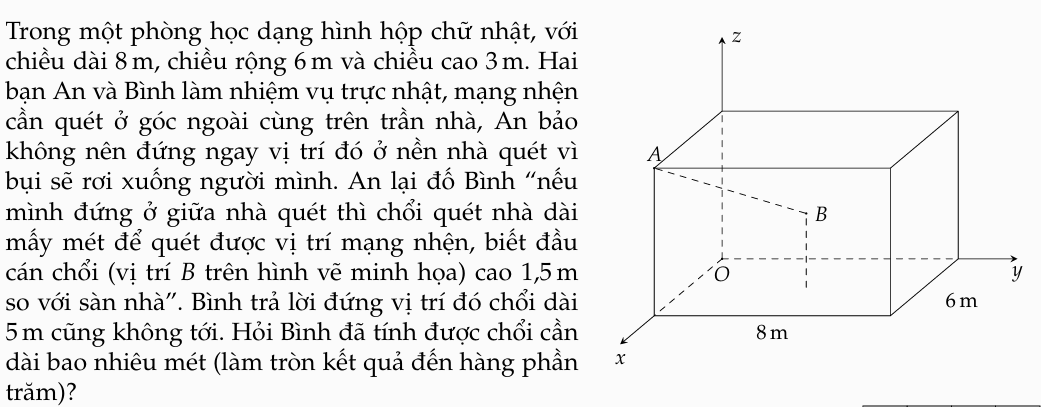 Trong một phòng học dạng hình hộp chữ nhật, với
chiều dài 8 m, chiều rộng 6 m và chiều cao 3 m. Hai
bạn An và Bình làm nhiệm vụ trực nhật, mạng nhện
cần quét ở góc ngoài cùng trên trần nhà, An bảo
không nên đứng ngay vị trí đó ở nền nhà quét vì
bụi sẽ rơi xuống người mình. An lại đố Bình “nếu
mình đứng ở giữa nhà quét thì chổi quét nhà dài
mấy mét để quét được vị trí mạng nhện, biết đầu
cán chổi (vị trí B trên hình vẽ minh họa) cao 1,5 m
so với sàn nhà”. Bình trả lời đứng vị trí đó chổi dài
5 m cũng không tới. Hỏi Bình đã tính được chổi cần
dài bao nhiêu mét (làm tròn kết quả đến hàng phần
trăm)?
z
A
B
O
y
6 m
8 m
x